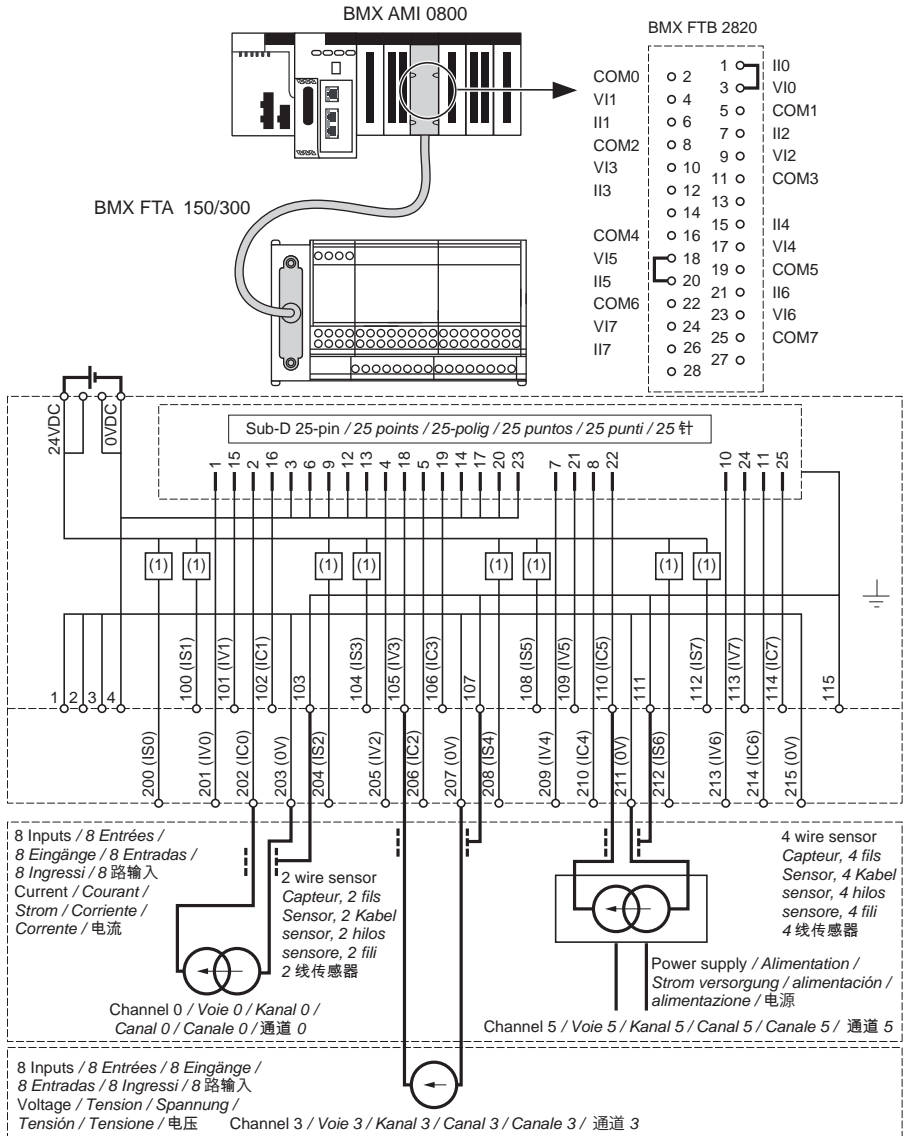 BMX AMI 0800
BMX FTB 2820
COM0
VI1
II1
COM2
VI3
II3
COM4
VI5
II5
COM6
VI7
II7
2
4
6
8
10
12
14
16
18
20
22
24
26
28
1
3
5
7
9
11
13
15
17
19
21
23
25
27
II0
VI0
COM1
II2
VI2
COM3
II4
VI4
COM5
II6
VI6
COM7
BMX FTA 150/300
24VDC
0VDC
Sub-D 25-pin / 25 points / 25-polig / 25 puntos / 25 punti / 25 针
1 15 2 16 3 6 9 12 13 4 18 5 19 14 17 20 23 7 21 8 22 10 24 11 25
(1) (1) (1) (1) (1) (1) (1) (1)
1 2 3 4
100 (IS1)
101 (IV1)
102 (IC1)
103
104 (IS3)
105 (IV3)
106 (IC3)
107
108 (IS5)
109 (IV5)
110 (IC5)
111
112 (IS7)
113 (IV7)
114 (IC7)
115
200 (IS0)
201 (IV0)
202 (IC0)
203 (0V)
204 (IS2)
205 (IV2)
206 (IC2)
207 (0V)
208 (IS4)
209 (IV4)
210 (IC4)
211 (0V)
212 (IS6)
213 (IV6)
214 (IC6)
215 (0V)
8 Inputs / 8 Entrées /
8 Eingänge / 8 Entradas /
8 Ingressi / 8 路输入
Current / Courant /
Strom / Corriente /
Corrente / 电流
2 wire sensor
Capteur, 2 fils
Sensor, 2 Kabel
sensor, 2 hilos
sensore, 2 fili
2 线传感器
Channel 0 / Voie 0 / Kanal 0 /
Canal 0 / Canale 0 / 通道 0
4 wire sensor
Capteur, 4 fils
Sensor, 4 Kabel
sensor, 4 hilos
sensore, 4 fili
4 线传感器
Power supply / Alimentation /
Strom versorgung / alimentación /
alimentazione / 电源
Channel 5 / Voie 5 / Kanal 5 / Canal 5 / Canale 5 / 通道 5
8 Inputs / 8 Entrées / 8 Eingänge /
8 Entradas / 8 Ingressi / 8 路输入
Voltage / Tension / Spannung /
Tensión / Tensione / 电压
Channel 3 / Voie 3 / Kanal 3 / Canal 3 / Canale 3 / 通道 3